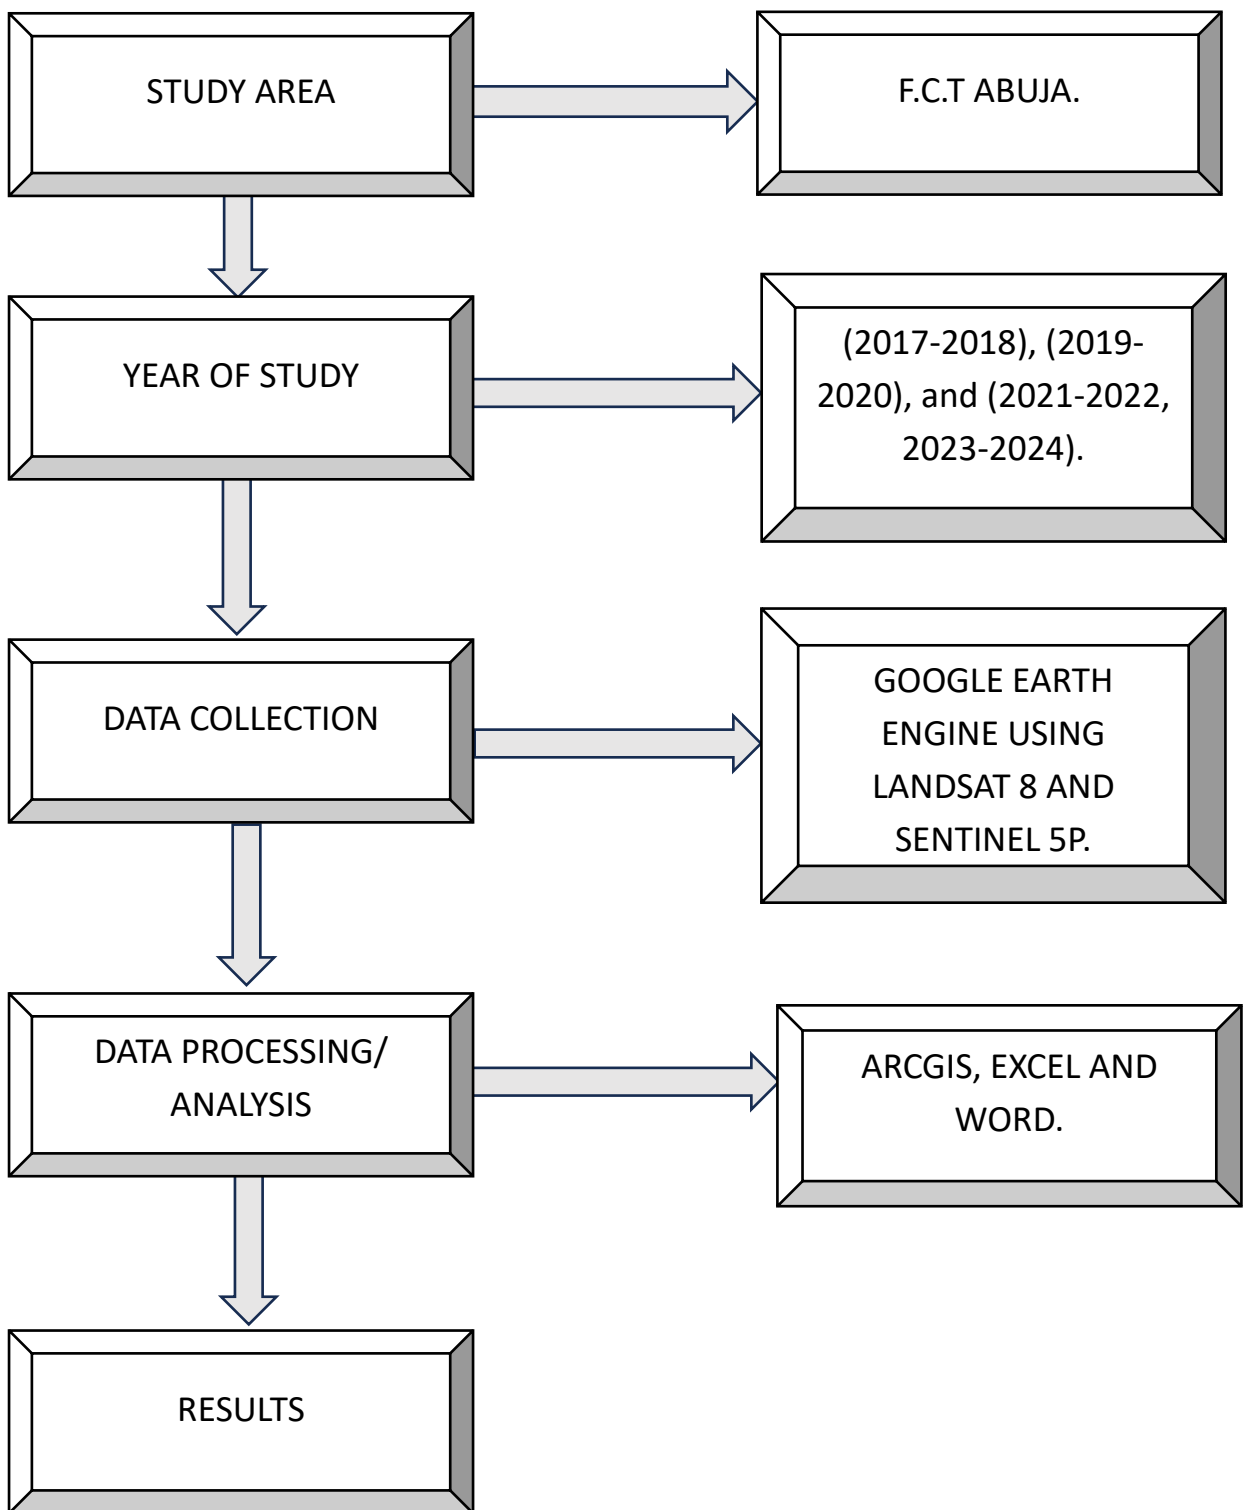 STUDY AREA
F.C.T ABUJA.
YEAR OF STUDY
(2017-2018), (2019-
2020), and (2021-2022,
2023-2024).
DATA COLLECTION
GOOGLE EARTH
ENGINE USING
LANDSAT 8 AND
SENTINEL 5P.
DATA PROCESSING/
ANALYSIS
ARCGIS, EXCEL AND
WORD.
RESULTS